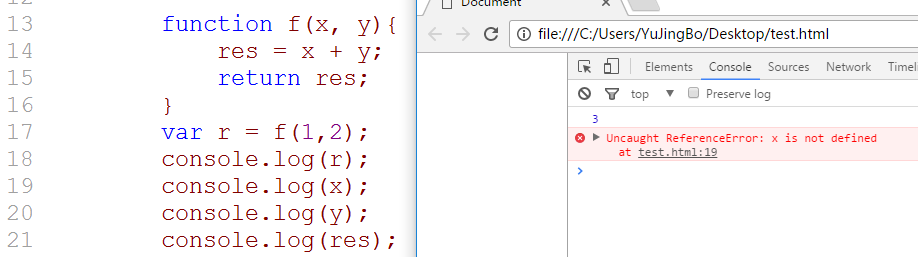 13 function f(x, y){
14 res = x + y;
15 return res;
16 }
17 var r = f(1,2);
18 console.log(r);
19 console.log(x);
20 console.log(y);
21 console.log(res);
Document
file:///C:/Users/YuJingBo/Desktop/test.html
Elements Console Sources Network
top ▼ Preserve log
3
Uncaught ReferenceError: x is not defined
at test.html:19
>